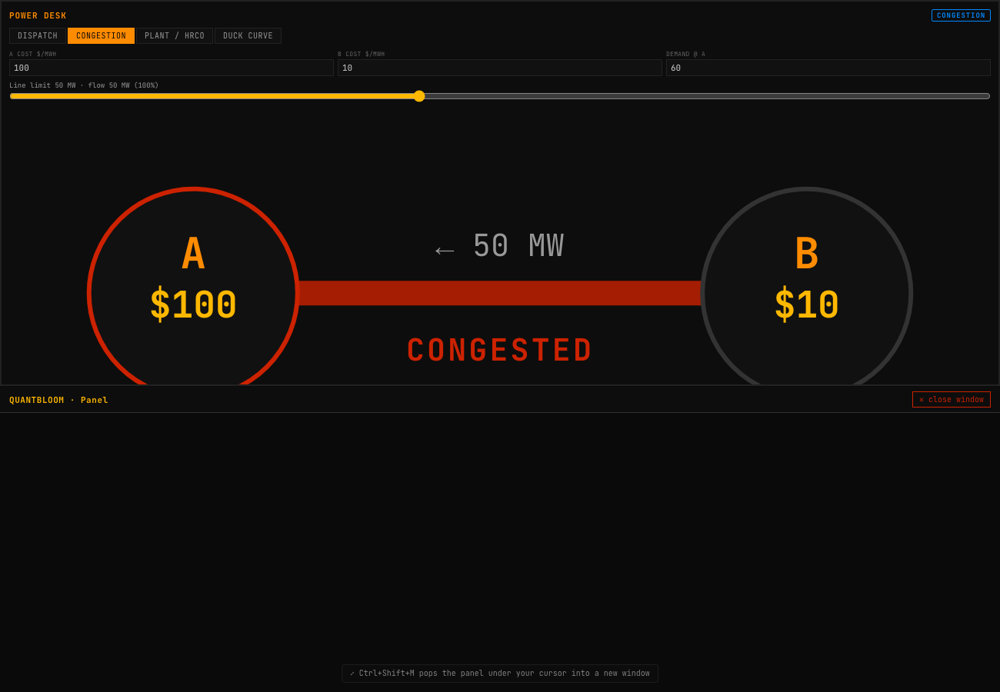 POWER DESK
CONGESTION
DISPATCH CONGESTION PLANT / HRCO DUCK CURVE
A COST $/MWH B COST $/MWH DEMAND @ A
100 10 60
Line limit 50 MW · flow 50 MW (100%)
← 50 MW
A B
$100 $10
CONGESTED
QUANTBLOOM · Panel
× close window
⤢ Ctrl+Shift+M pops the panel under your cursor into a new window